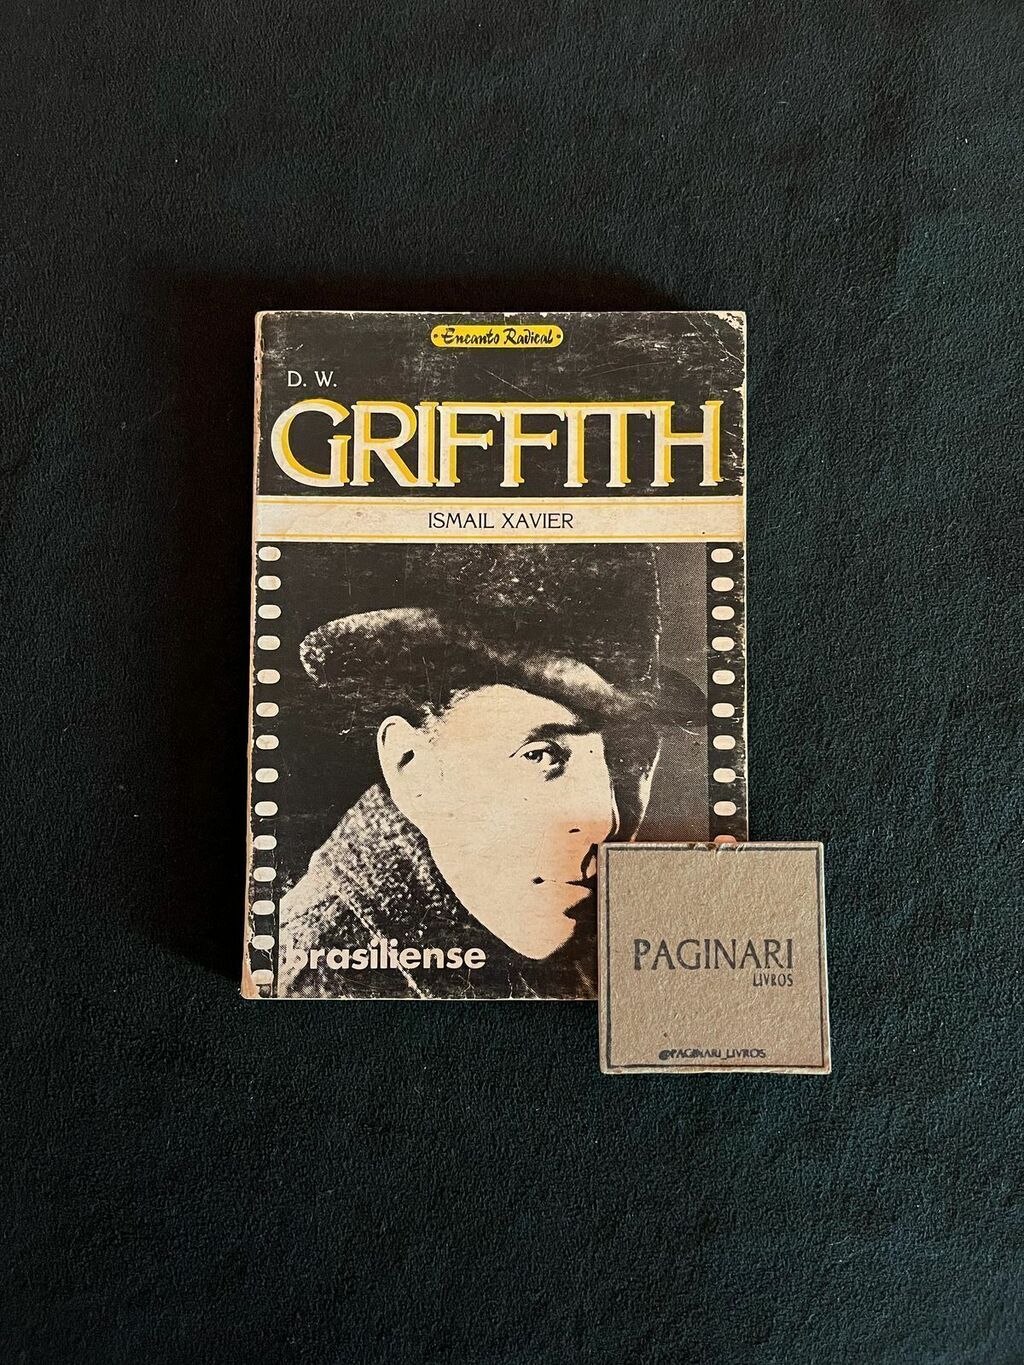 Encanto Radical
D. W.
GRIFFITH
ISMAIL XAVIER
brasiliense
PAGINARI
LIVROS
@PAGINARI_LIVROS